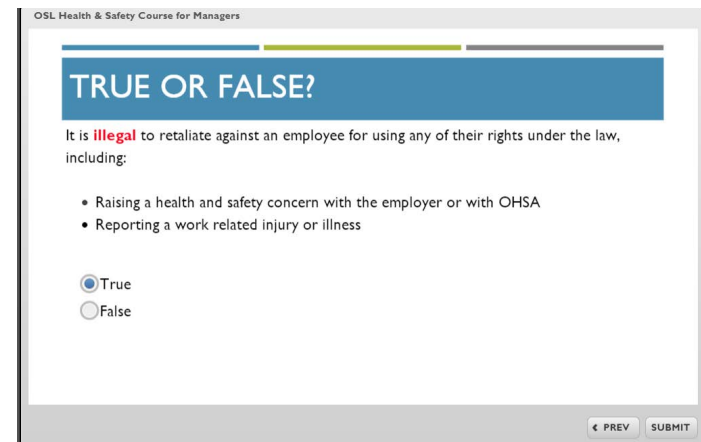 OSL Health & Safety Course for Managers
TRUE OR FALSE?
It is illegal to retaliate against an employee for using any of their rights under the law,
including:
• Raising a health and safety concern with the employer or with OHSA
• Reporting a work related injury or illness
True
False
PREV
SUBMIT